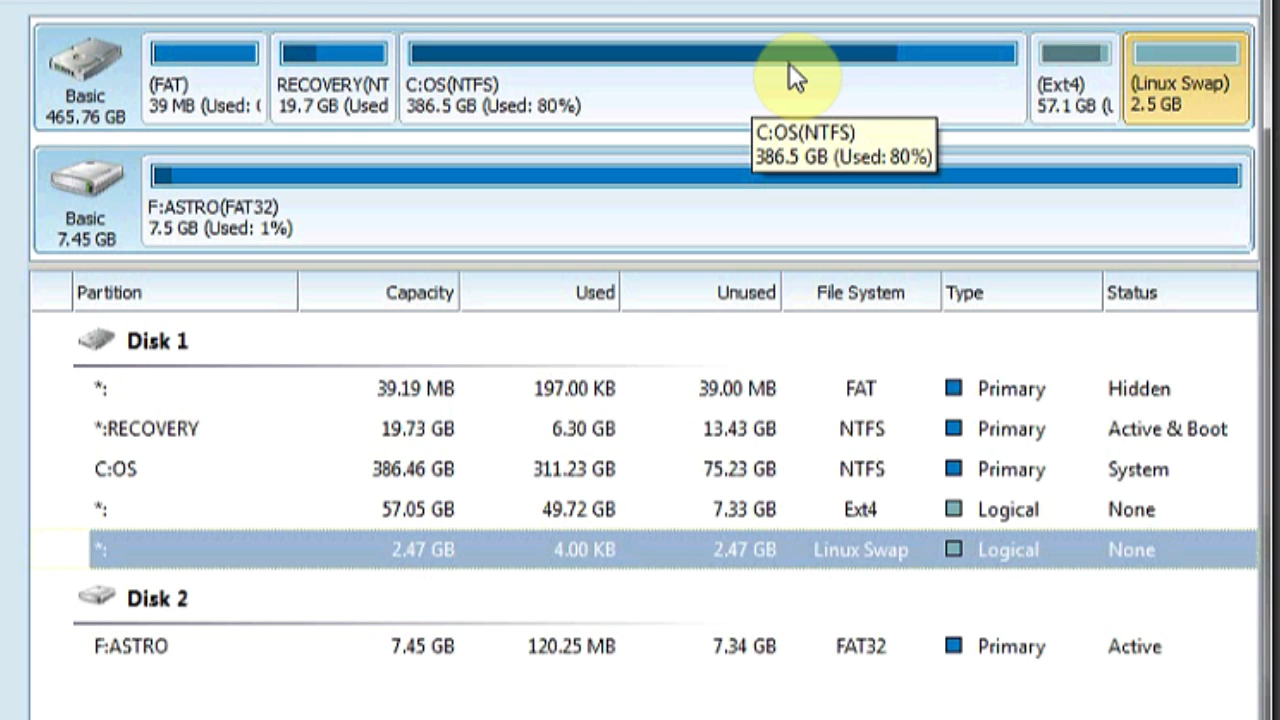 Basic
465.76 GB
(FAT)
39 MB (Used: (
RECOVERY(NT
19.7 GB (Used
C:OS(NTFS)
386.5 GB (Used: 80%)
(Ext4)
57.1 GB (L
(Linux Swap)
2.5 GB
C:OS(NTFS)
386.5 GB (Used: 80%)
Basic
7.45 GB
F:ASTRO(FAT32)
7.5 GB (Used: 1%)
Partition Capacity Used Unused File System Type Status
Disk 1
*: 39.19 MB 197.00 KB 39.00 MB FAT Primary Hidden
*:RECOVERY 19.73 GB 6.30 GB 13.43 GB NTFS Primary Active & Boot
C:OS 386.46 GB 311.23 GB 75.23 GB NTFS Primary System
*: 57.05 GB 49.72 GB 7.33 GB Ext4 Logical None
*: 2.47 GB 4.00 KB 2.47 GB Linux Swap Logical None
Disk 2
F:ASTRO 7.45 GB 120.25 MB 7.34 GB FAT32 Primary Active